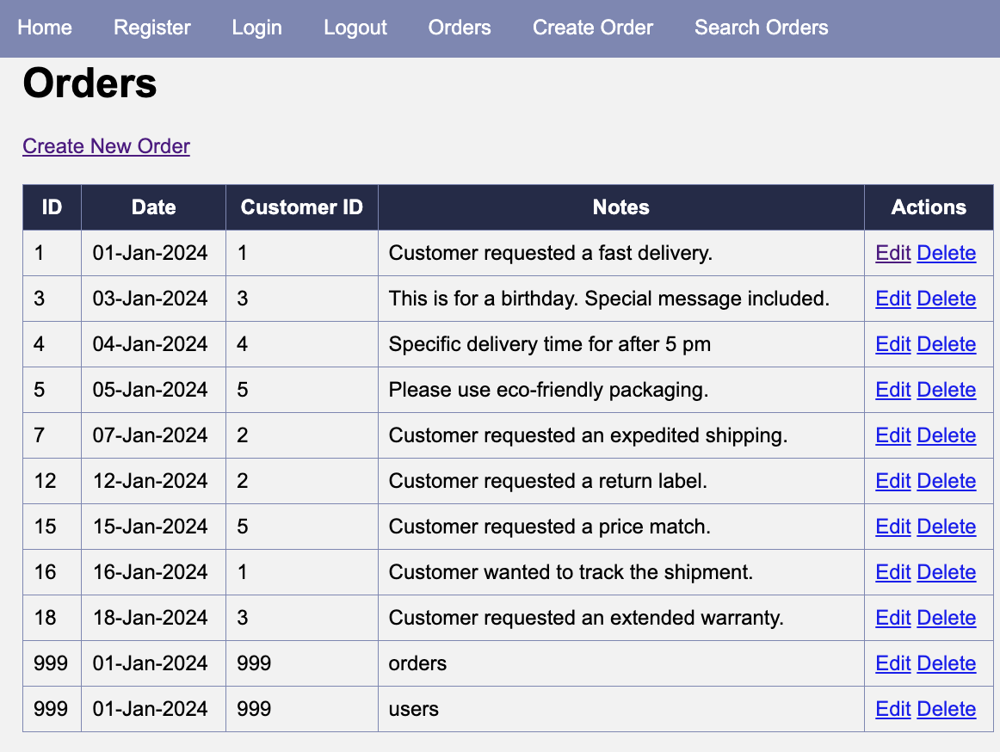 Home Register Login Logout Orders Create Order Search Orders
Orders
Create New Order
ID Date Customer ID Notes Actions
1 01-Jan-2024 1 Customer requested a fast delivery. Edit Delete
3 03-Jan-2024 3 This is for a birthday. Special message included. Edit Delete
4 04-Jan-2024 4 Specific delivery time for after 5 pm Edit Delete
5 05-Jan-2024 5 Please use eco-friendly packaging. Edit Delete
7 07-Jan-2024 2 Customer requested an expedited shipping. Edit Delete
12 12-Jan-2024 2 Customer requested a return label. Edit Delete
15 15-Jan-2024 5 Customer requested a price match. Edit Delete
16 16-Jan-2024 1 Customer wanted to track the shipment. Edit Delete
18 18-Jan-2024 3 Customer requested an extended warranty. Edit Delete
999 01-Jan-2024 999 orders Edit Delete
999 01-Jan-2024 999 users Edit Delete